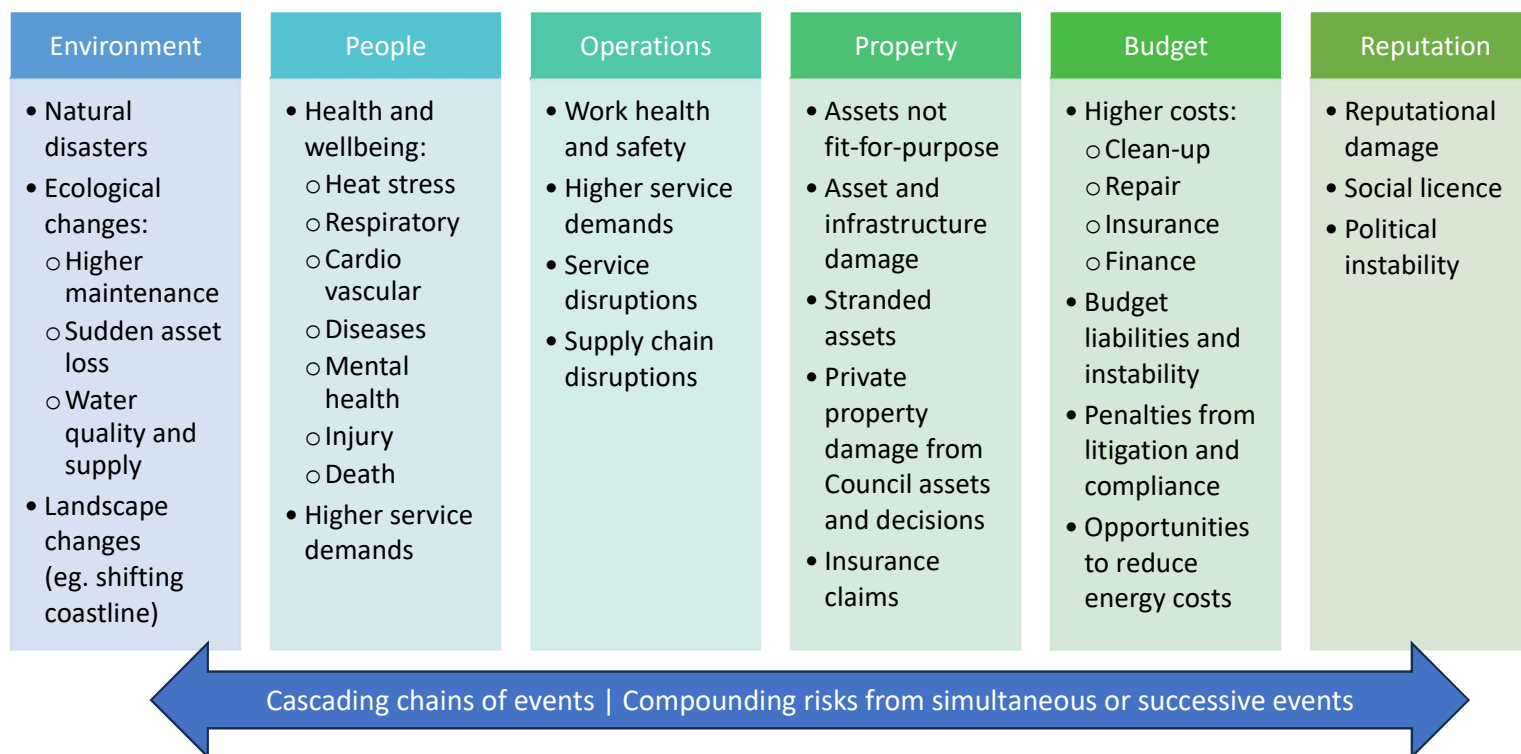 Environment
• Natural
disasters
• Ecological
changes:
o Higher
maintenance
o Sudden asset
loss
o Water
quality and
supply
• Landscape
changes
(eg. shifting
coastline)
People
• Health and
wellbeing:
o Heat stress
o Respiratory
o Cardio
vascular
o Diseases
o Mental
health
o Injury
o Death
• Higher service
demands
Operations
• Work health
and safety
• Higher service
demands
• Service
disruptions
• Supply chain
disruptions
Property
• Assets not
fit-for-purpose
• Asset and
infrastructure
damage
• Stranded
assets
• Private
property
damage from
Council assets
and decisions
• Insurance
claims
Budget
• Higher costs:
o Clean-up
o Repair
o Insurance
o Finance
• Budget
liabilities and
instability
• Penalties from
litigation and
compliance
• Opportunities
to reduce
energy costs
Reputation
• Reputational
damage
• Social licence
• Political
instability
Cascading chains of events | Compounding risks from simultaneous or successive events